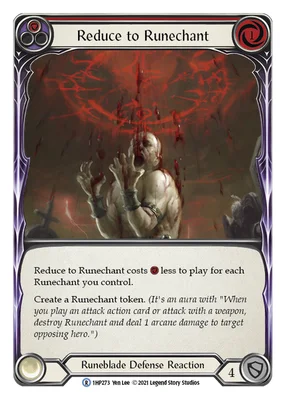 Reduce to Runechant
Reduce to Runechant costs less to play for each
Runechant you control.
Create a Runechant token. (It's an aura with "When
you play an attack action card or attack with a weapon,
destroy Runechant and deal 1 arcane damage to target
opposing hero.")
Runeblade Defense Reaction
4
R 1HP273 Yen Lee © 2021 Legend Story Studios